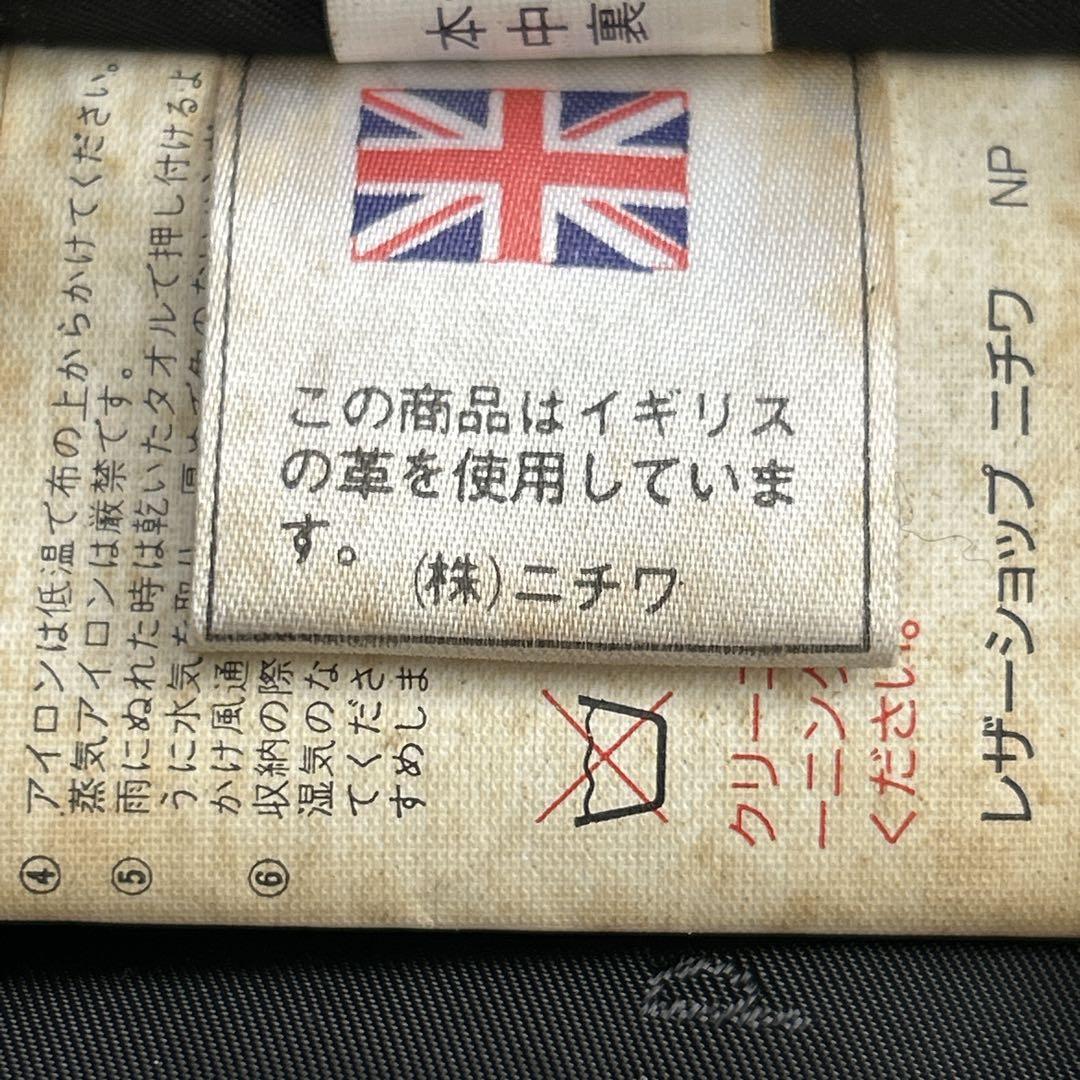 本中裏
この商品はイギリス
の革を使用していま
す。
(株)ニチワ
④ アイロンは低温で布の上からかけてください。
蒸気アイロンは厳禁です。
⑤ 雨にぬれた時は乾いたタオルで押し付けるよ
うに水気
かけ風通
⑥ 収納の際
湿気のな
てくださ
すめしま
クリー
ーニン
ください。
レザーショップ ニチワ NP